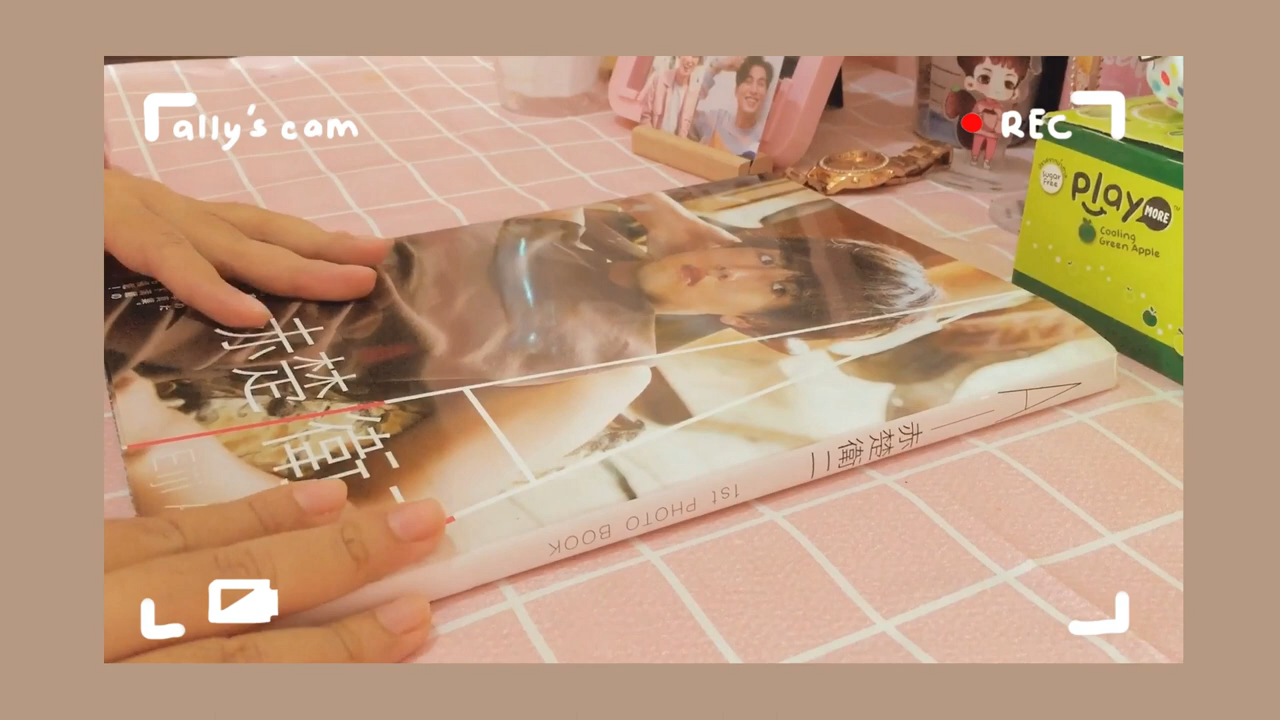 ally's cam
REC
Sugar
Free
play
MORE
Cooling
Green Apple
赤楚
衛二
A
赤楚衛二
1st PHOTO BOOK